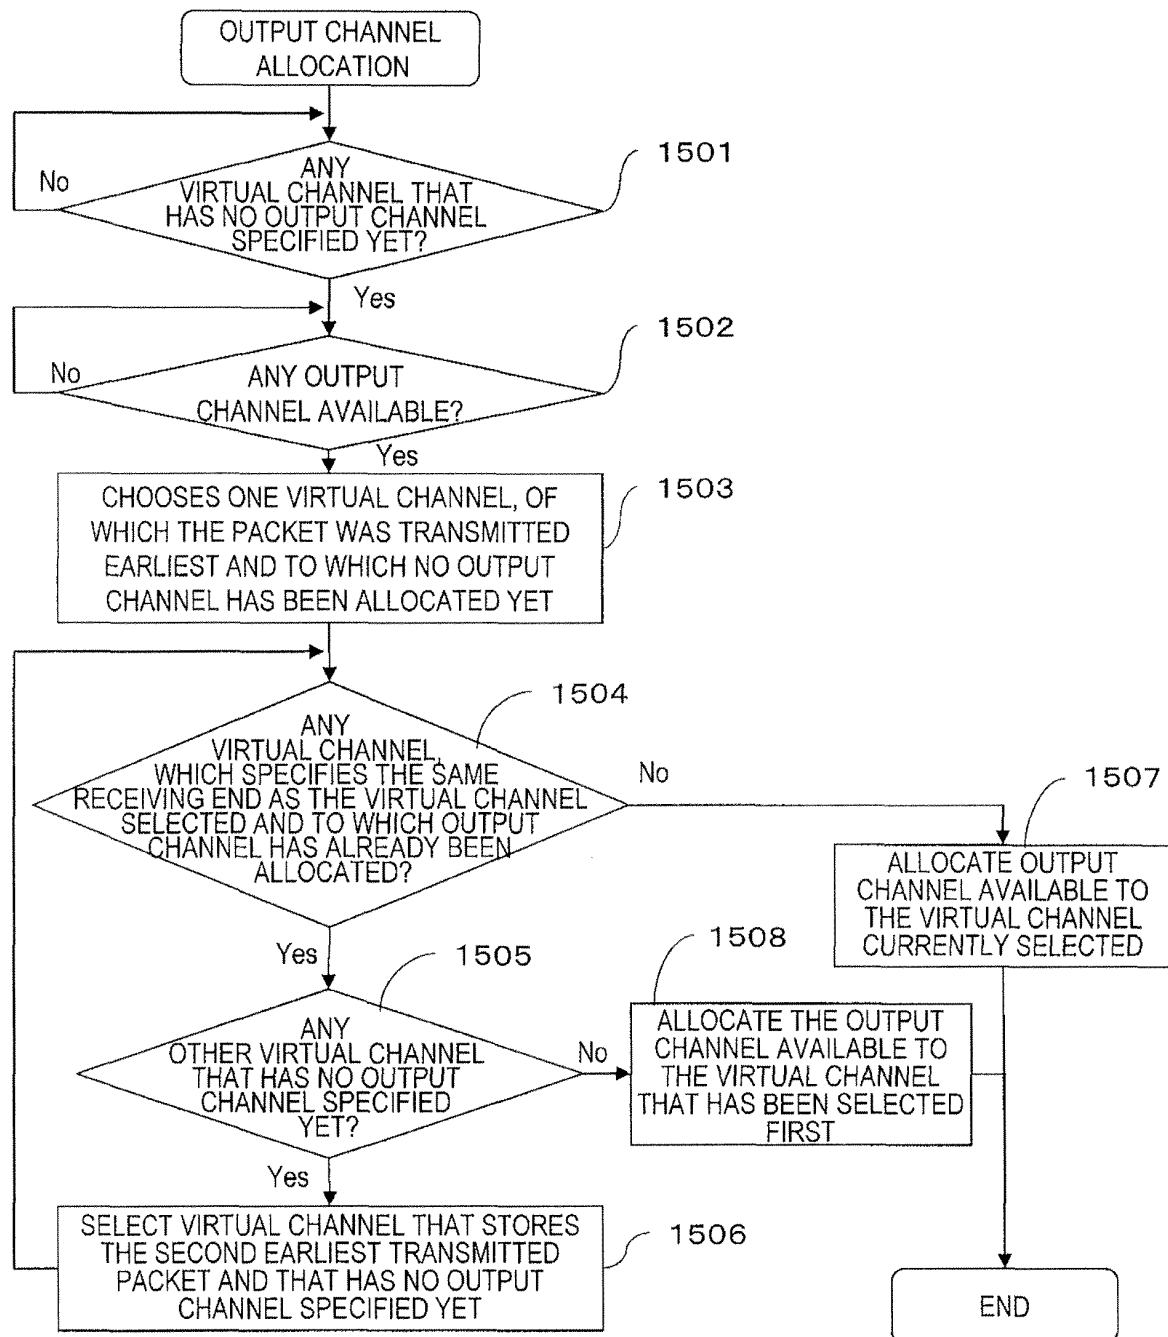 OUTPUT CHANNEL
ALLOCATION
1501
No
ANY
VIRTUAL CHANNEL THAT
HAS NO OUTPUT CHANNEL
SPECIFIED YET?
Yes
1502
No
ANY OUTPUT
CHANNEL AVAILABLE?
Yes
1503
CHOOSES ONE VIRTUAL CHANNEL, OF
WHICH THE PACKET WAS TRANSMITTED
EARLIEST AND TO WHICH NO OUTPUT
CHANNEL HAS BEEN ALLOCATED YET
1504
ANY
VIRTUAL CHANNEL,
WHICH SPECIFIES THE SAME
RECEIVING END AS THE VIRTUAL CHANNEL
SELECTED AND TO WHICH OUTPUT
CHANNEL HAS ALREADY BEEN
ALLOCATED?
No
1507
ALLOCATE OUTPUT
CHANNEL AVAILABLE TO
THE VIRTUAL CHANNEL
CURRENTLY SELECTED
Yes
1505
ANY
OTHER VIRTUAL CHANNEL
THAT HAS NO OUTPUT
CHANNEL SPECIFIED
YET?
No
1508
ALLOCATE THE OUTPUT
CHANNEL AVAILABLE TO
THE VIRTUAL CHANNEL
THAT HAS BEEN SELECTED
FIRST
Yes
SELECT VIRTUAL CHANNEL THAT STORES
THE SECOND EARLIEST TRANSMITTED
PACKET AND THAT HAS NO OUTPUT
CHANNEL SPECIFIED YET
1506
END